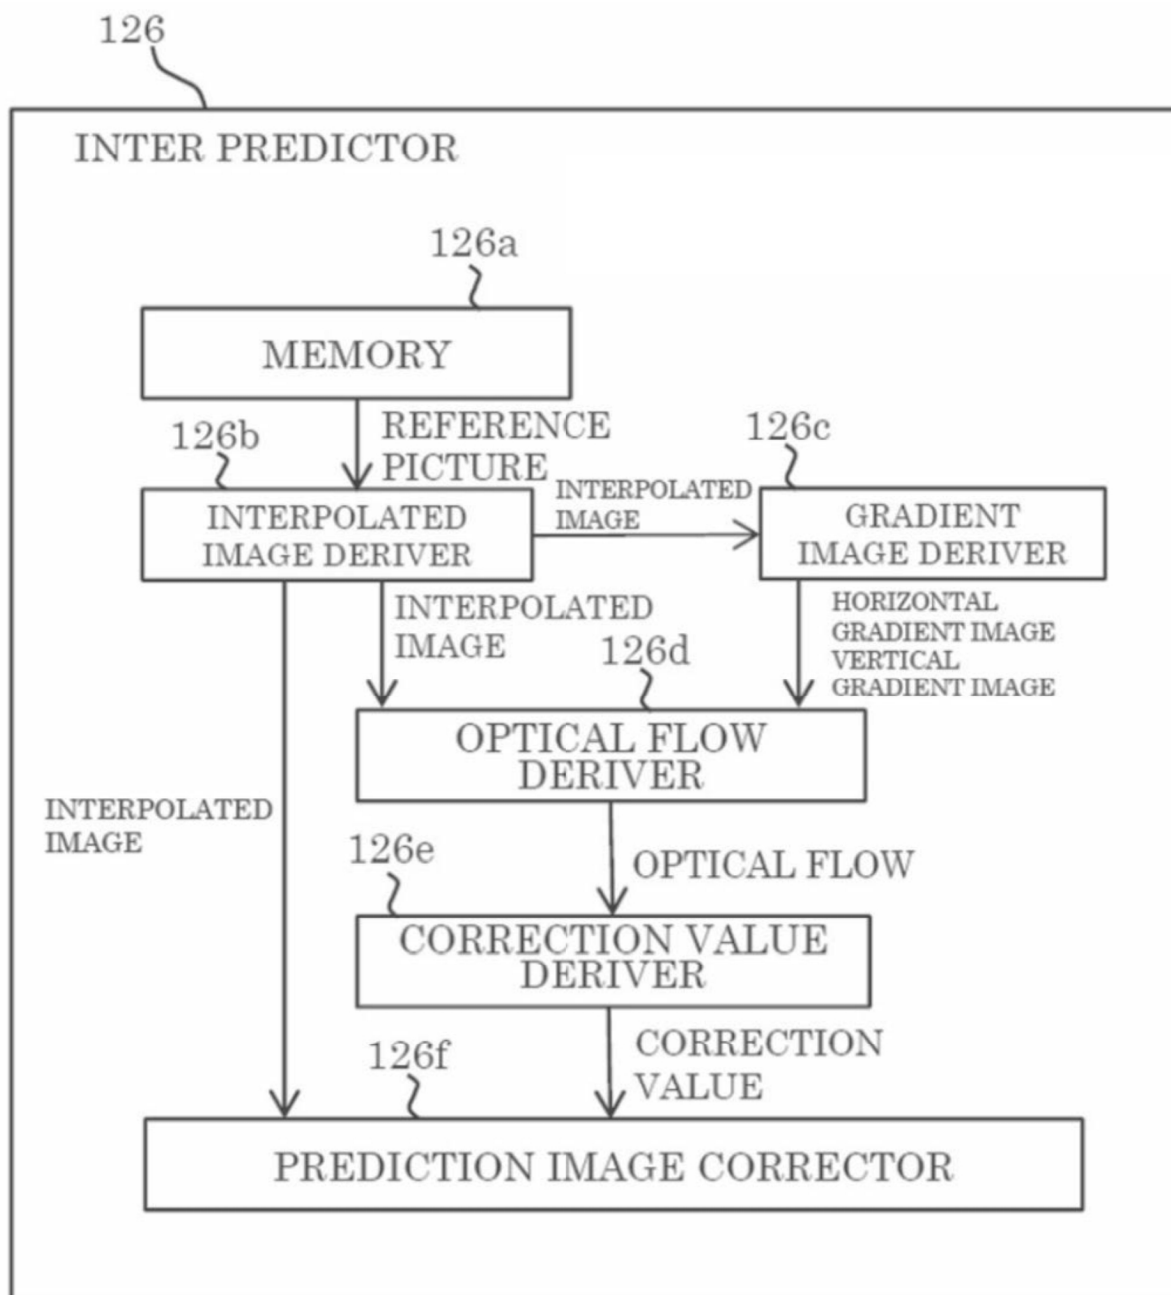 126
INTER PREDICTOR
126a
MEMORY
REFERENCE
PICTURE
126b
126c
INTERPOLATED
IMAGE DERIVER
INTERPOLATED
IMAGE
GRADIENT
IMAGE DERIVER
INTERPOLATED
IMAGE
HORIZONTAL
GRADIENT IMAGE
VERTICAL
GRADIENT IMAGE
126d
OPTICAL FLOW
DERIVER
INTERPOLATED
IMAGE
OPTICAL FLOW
126e
CORRECTION VALUE
DERIVER
CORRECTION
VALUE
126f
PREDICTION IMAGE CORRECTOR